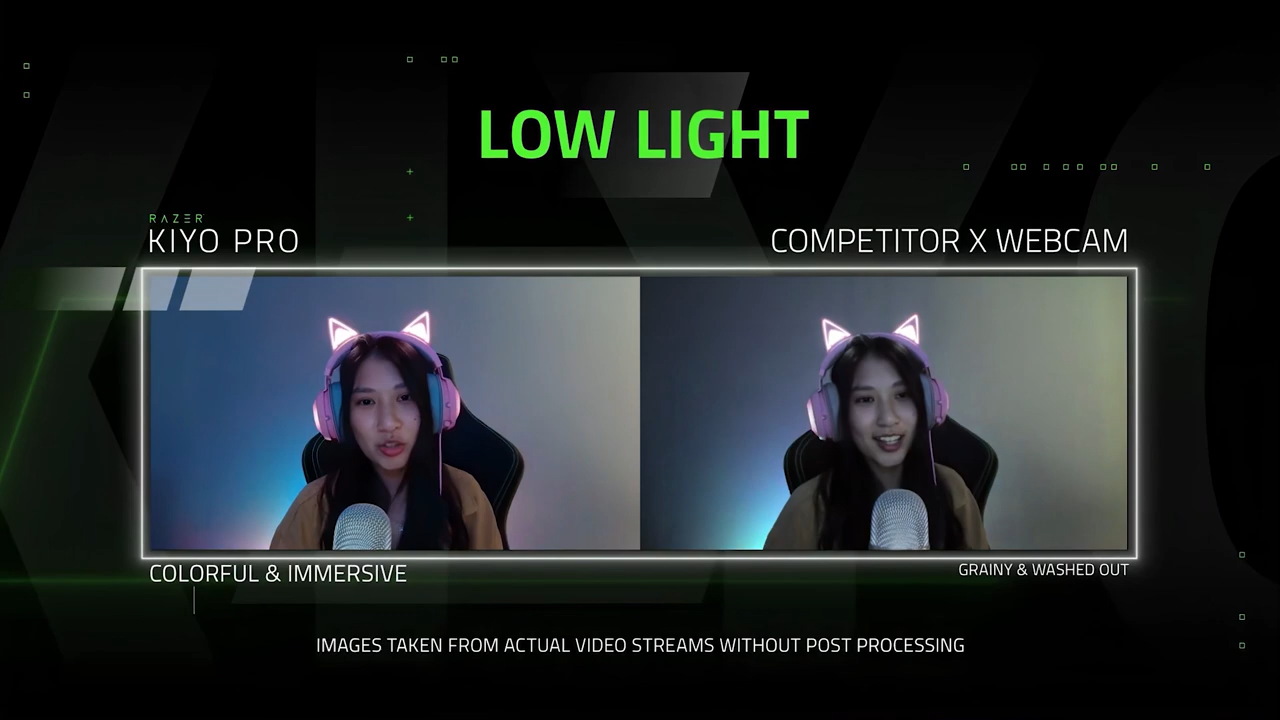 LOW LIGHT
RAZER
KIYO PRO
COMPETITOR X WEBCAM
COLORFUL & IMMERSIVE
GRAINY & WASHED OUT
IMAGES TAKEN FROM ACTUAL VIDEO STREAMS WITHOUT POST PROCESSING